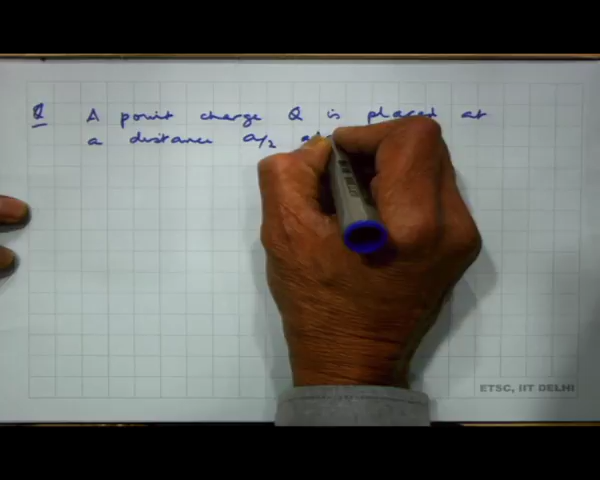 Q A point charge Q is placed at
a distance a/2
ETSC, IIT DELHI